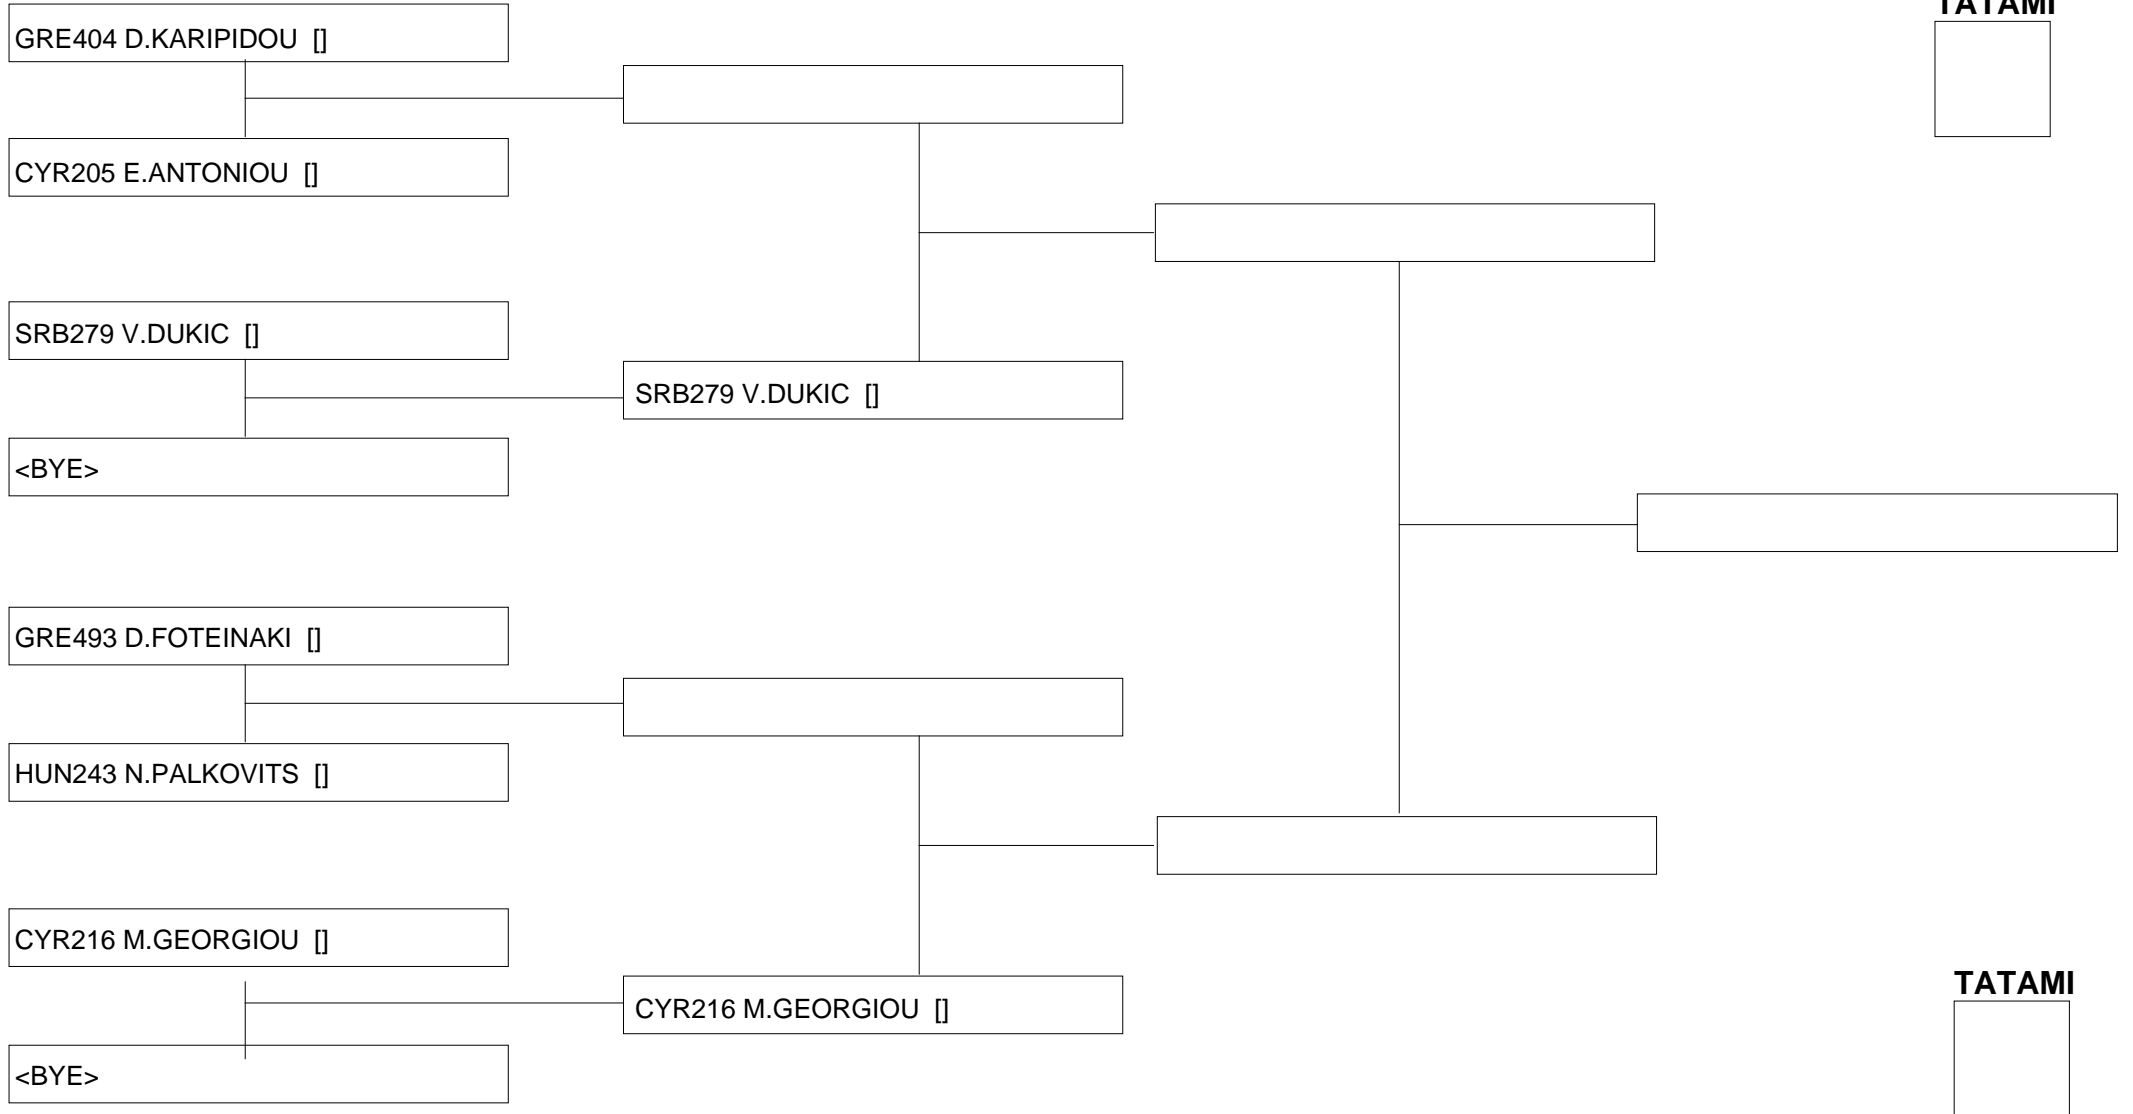 TATAMI
GRE404 D.KARIPIDOU []
CYR205 E.ANTONIOU []
SRB279 V.DUKIC []
SRB279 V.DUKIC []
<BYE>
GRE493 D.FOTEINAKI []
HUN243 N.PALKOVITS []
CYR216 M.GEORGIOU []
TATAMI
CYR216 M.GEORGIOU []
<BYE>